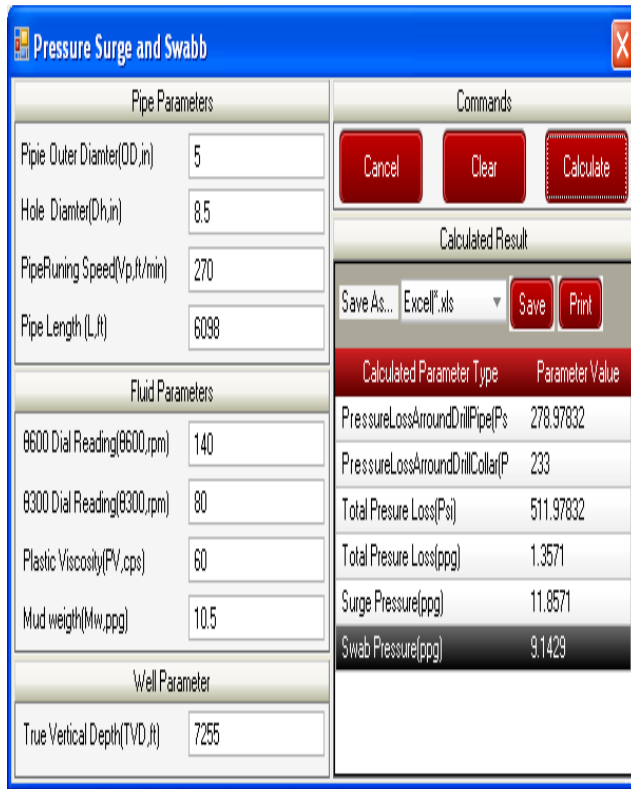 Pressure Surge and Swabb
Pipe Parameters
Pipie Outer Diamter(OD,in)
5
Hole Diamter(Dh,in)
8.5
PipeRuning Speed(Vp,ft/min)
270
Pipe Length (L,ft)
6098
Fluid Parameters
θ600 Dial Reading(θ600,rpm)
140
θ300 Dial Reading(θ300,rpm)
80
Plastic Viscosity(PV,cps)
60
Mud weigth(Mw,ppg)
10.5
Well Parameter
True Vertical Depth(TVD,ft)
7255
Commands
Cancel Clear Calculate
Calculated Result
Save As... Excel|*.xls Save Print
Calculated Parameter Type Parameter Value
PressureLossArroundDrillPipe(Ps 278.97832
PressureLossArroundDrillCollar(P 233
Total Presure Loss(Psi) 511.97832
Total Presure Loss(ppg) 1.3571
Surge Pressure(ppg) 11.8571
Swab Pressure(ppg) 9.1429